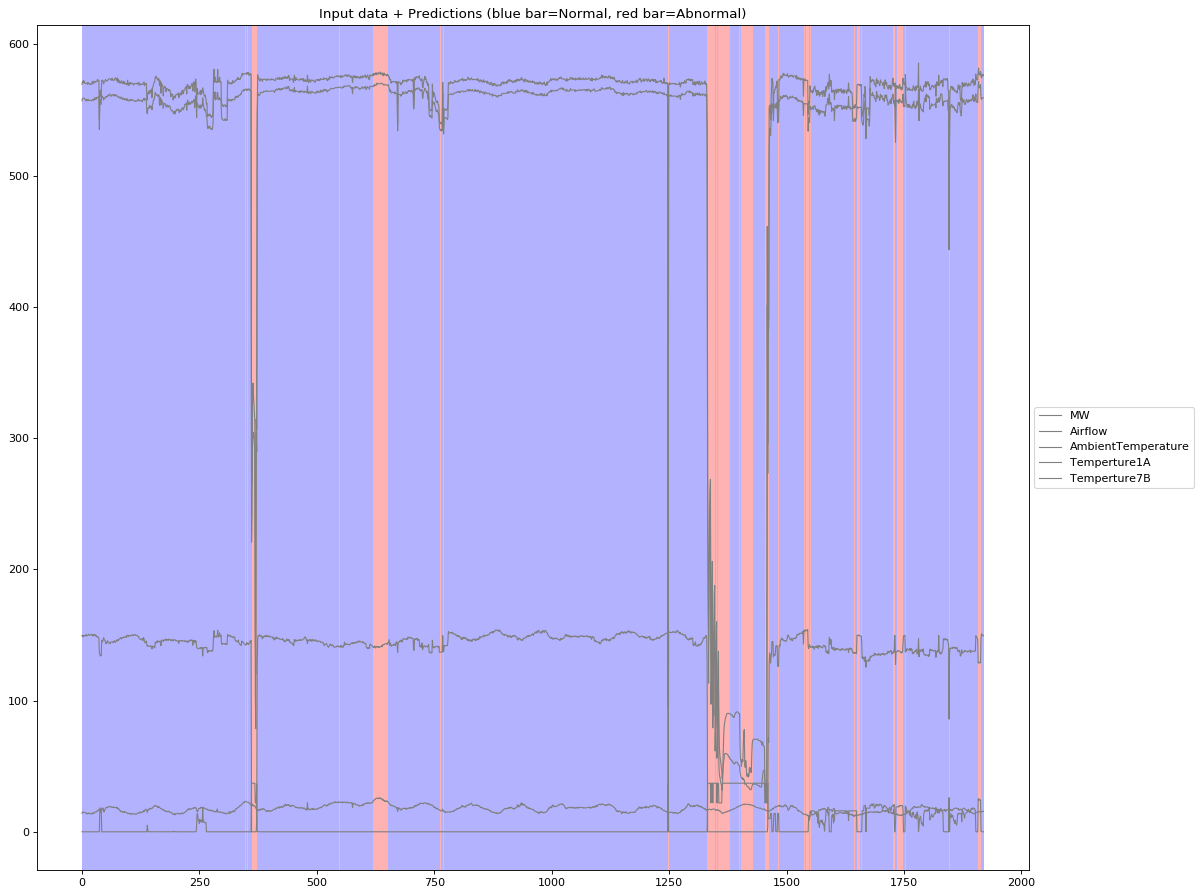 Input data + Predictions (blue bar=Normal, red bar=Abnormal)
600
500
400
300
200
100
0
0 250 500 750 1000 1250 1500 1750 2000
MW
Airflow
AmbientTemperature
Temperture1A
Temperture7B